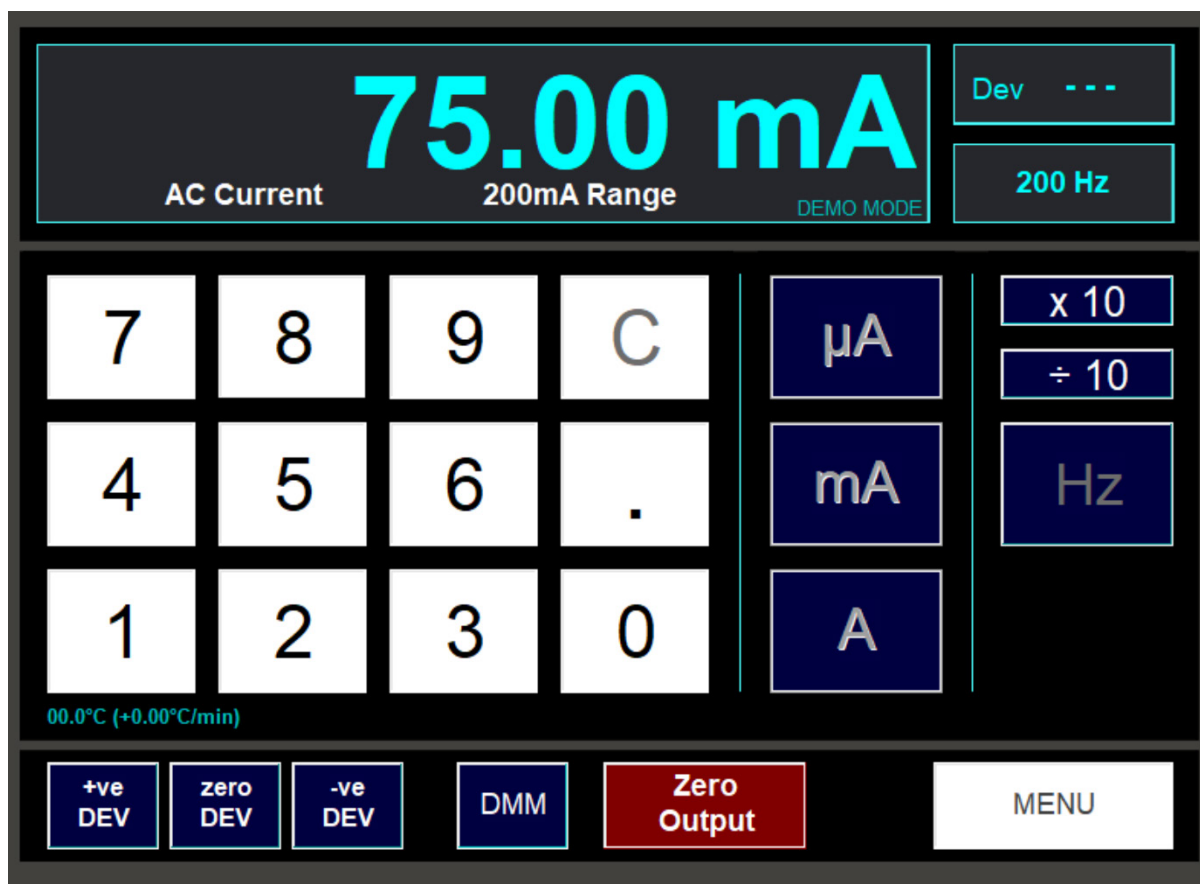 75.00 mA
AC Current 200mA Range DEMO MODE
Dev ---
200 Hz
7 8 9 C µA x 10
÷ 10
4 5 6 . mA Hz
1 2 3 0 A
00.0°C (+0.00°C/min)
+ve DEV
zero DEV
-ve DEV
DMM
Zero Output
MENU